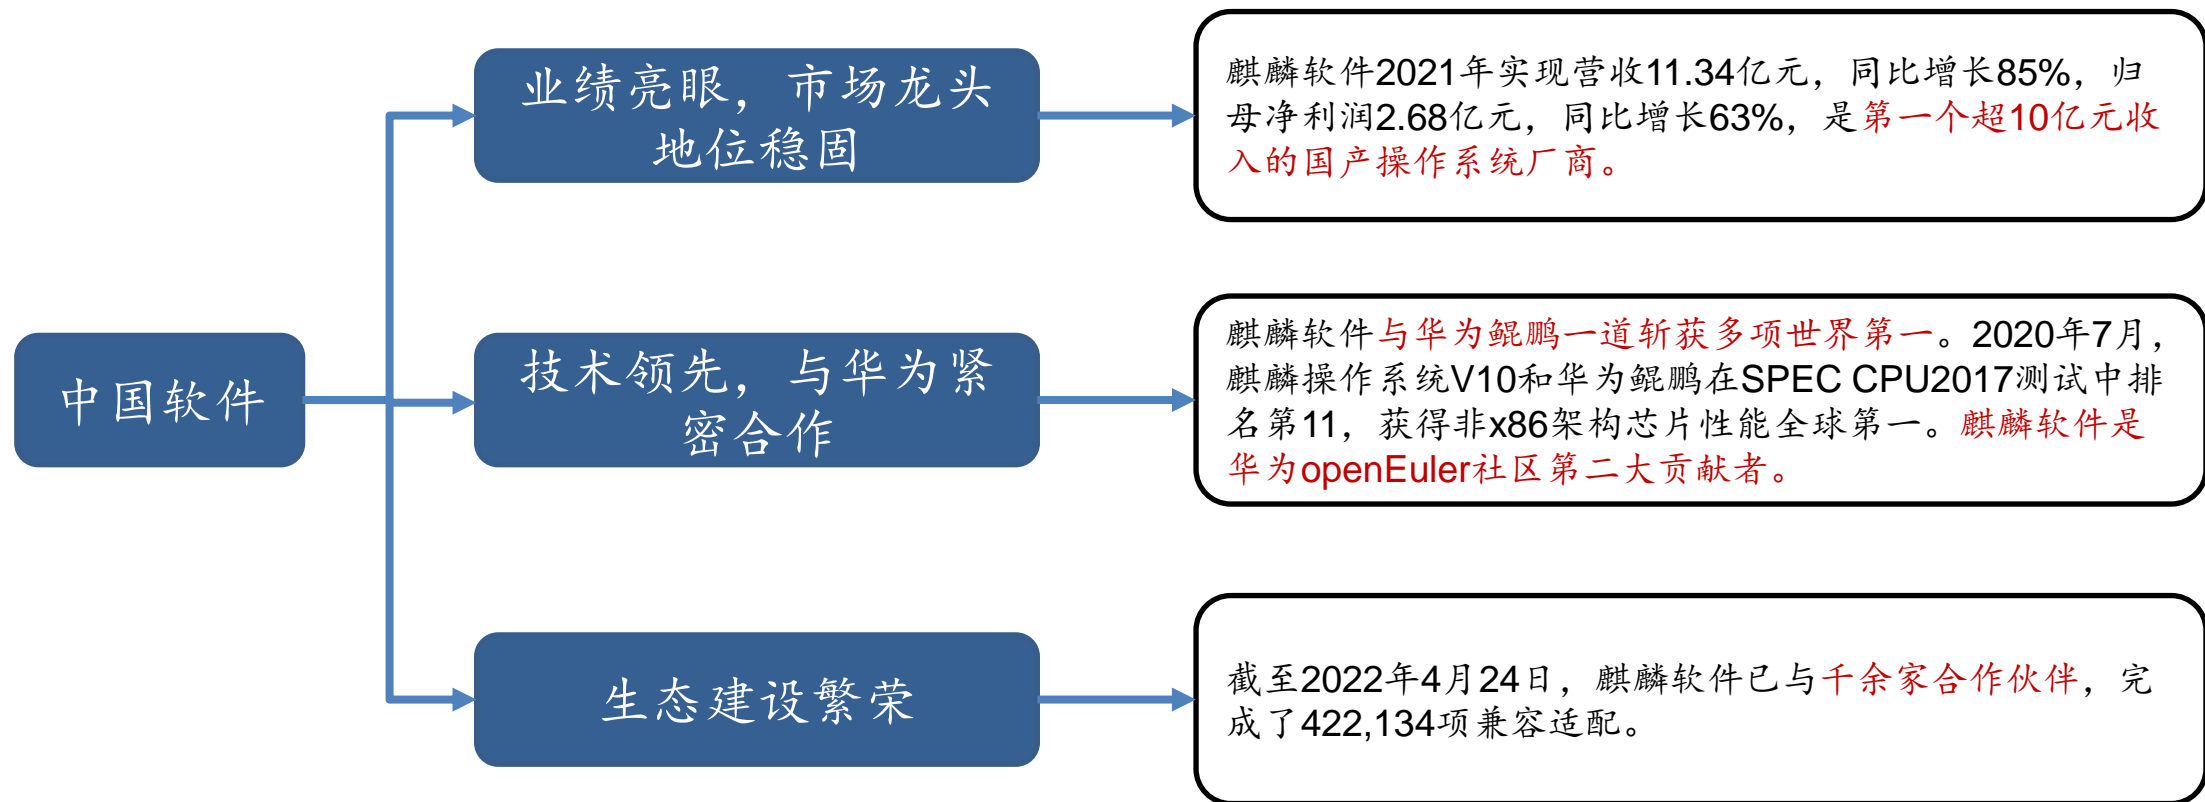 中国软件
业绩亮眼，市场龙头
地位稳固
麒麟软件2021年实现营收11.34亿元，同比增长85%，归
母净利润2.68亿元，同比增长63%，是第一个超10亿元收
入的国产操作系统厂商。
技术领先，与华为紧
密合作
麒麟软件与华为鲲鹏一道斩获多项世界第一。2020年7月，
麒麟操作系统V10和华为鲲鹏在SPEC CPU2017测试中排
名第11，获得非x86架构芯片性能全球第一。麒麟软件是
华为openEuler社区第二大贡献者。
生态建设繁荣
截至2022年4月24日，麒麟软件已与千余家合作伙伴，完
成了422,134项兼容适配。